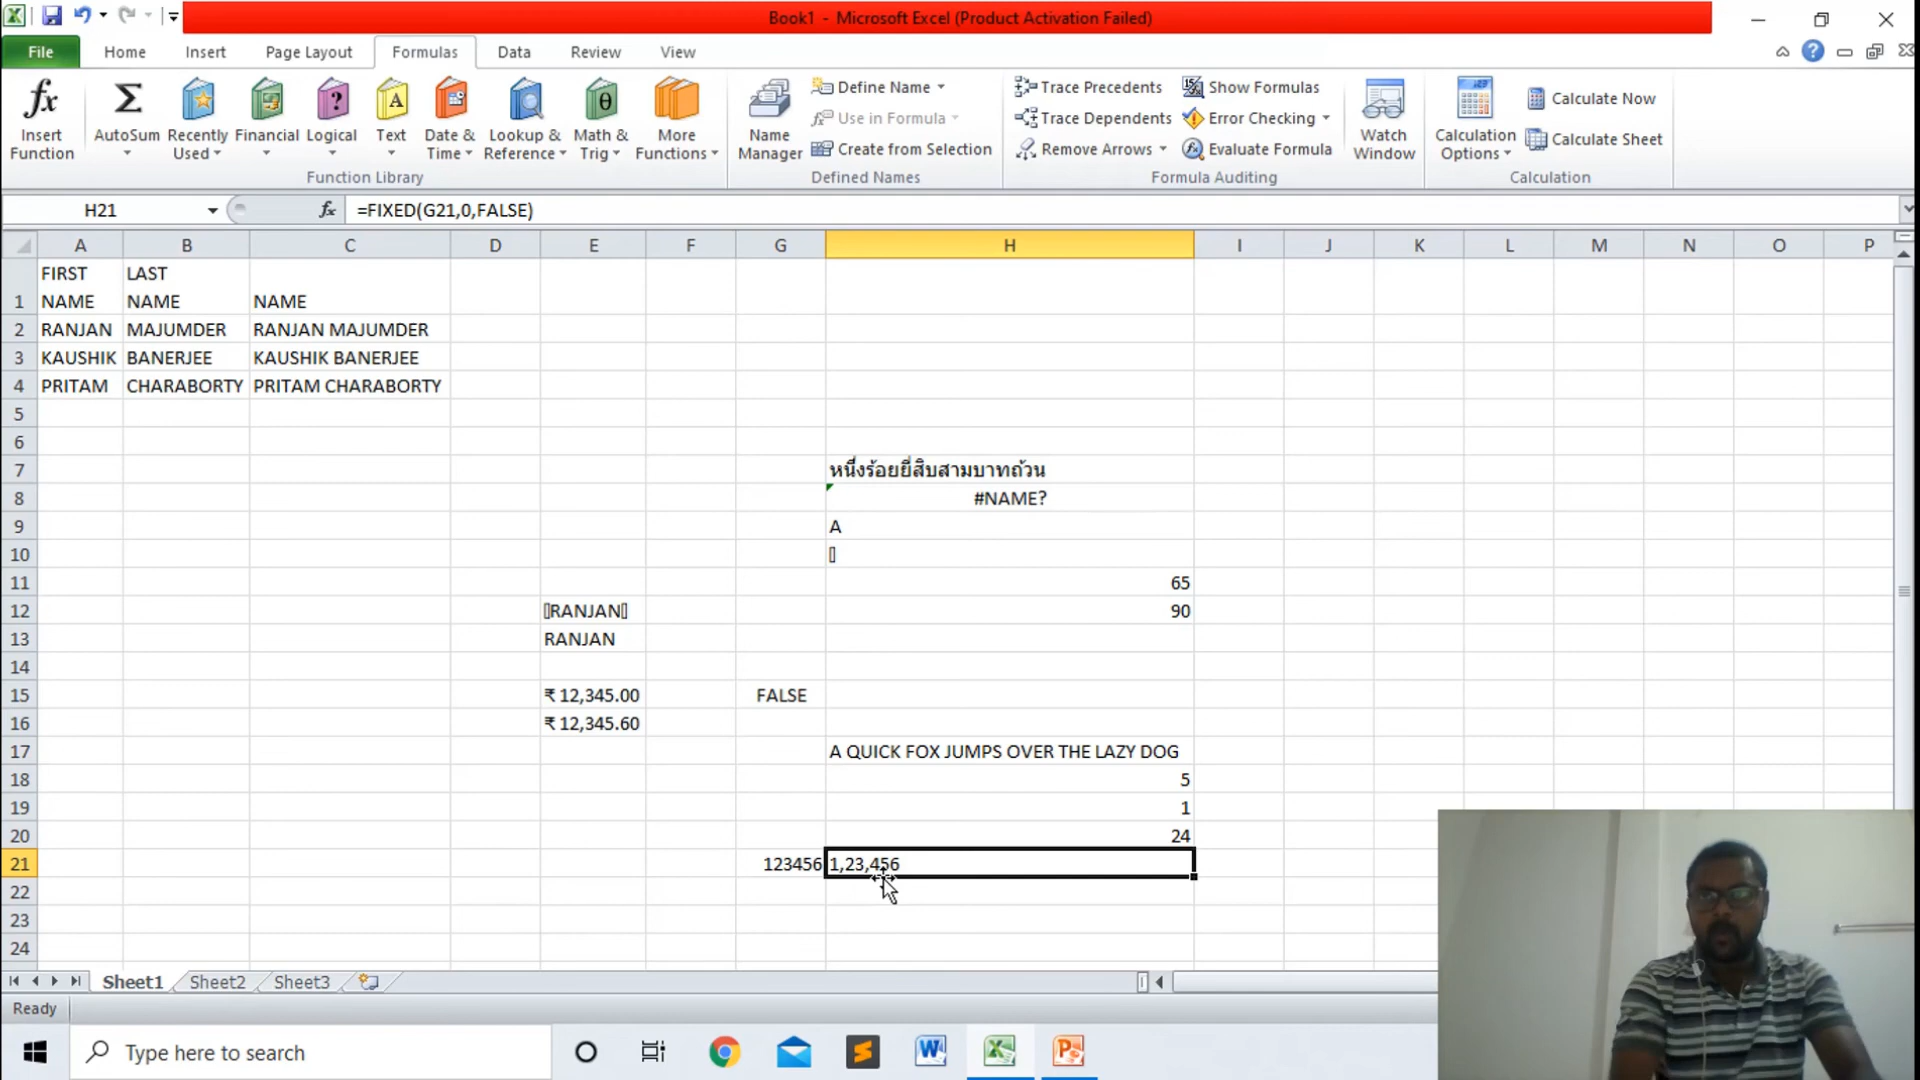 Book1 - Microsoft Excel (Product Activation Failed)
File Home Insert Page Layout Formulas Data Review View
Insert Function
AutoSum
Recently Used
Financial
Logical
Text
Date & Time
Lookup & Reference
Math & Trig
More Functions
Function Library
Name Manager
Define Name
Use in Formula
Create from Selection
Defined Names
Trace Precedents
Trace Dependents
Remove Arrows
Show Formulas
Error Checking
Evaluate Formula
Formula Auditing
Watch Window
Calculation Options
Calculate Now
Calculate Sheet
Calculation
H21 fx =FIXED(G21,0,FALSE)
A B C D E F G H I J K L M N O P
FIRST LAST
1 NAME NAME NAME
2 RANJAN MAJUMDER RANJAN MAJUMDER
3 KAUSHIK BANERJEE KAUSHIK BANERJEE
4 PRITAM CHARABORTY PRITAM CHARABORTY
5
6
7 หนึ่งร้อยยี่สิบสามบาทถ้วน
8 #NAME?
9 A
10
11 65
12 RANJAN 90
13 RANJAN
14
15 ₹ 12,345.00 FALSE
16 ₹ 12,345.60
17 A QUICK FOX JUMPS OVER THE LAZY DOG
18 5
19 1
20 24
21 123456 1,23,456
22
23
24
Sheet1 Sheet2 Sheet3
Ready
Type here to search